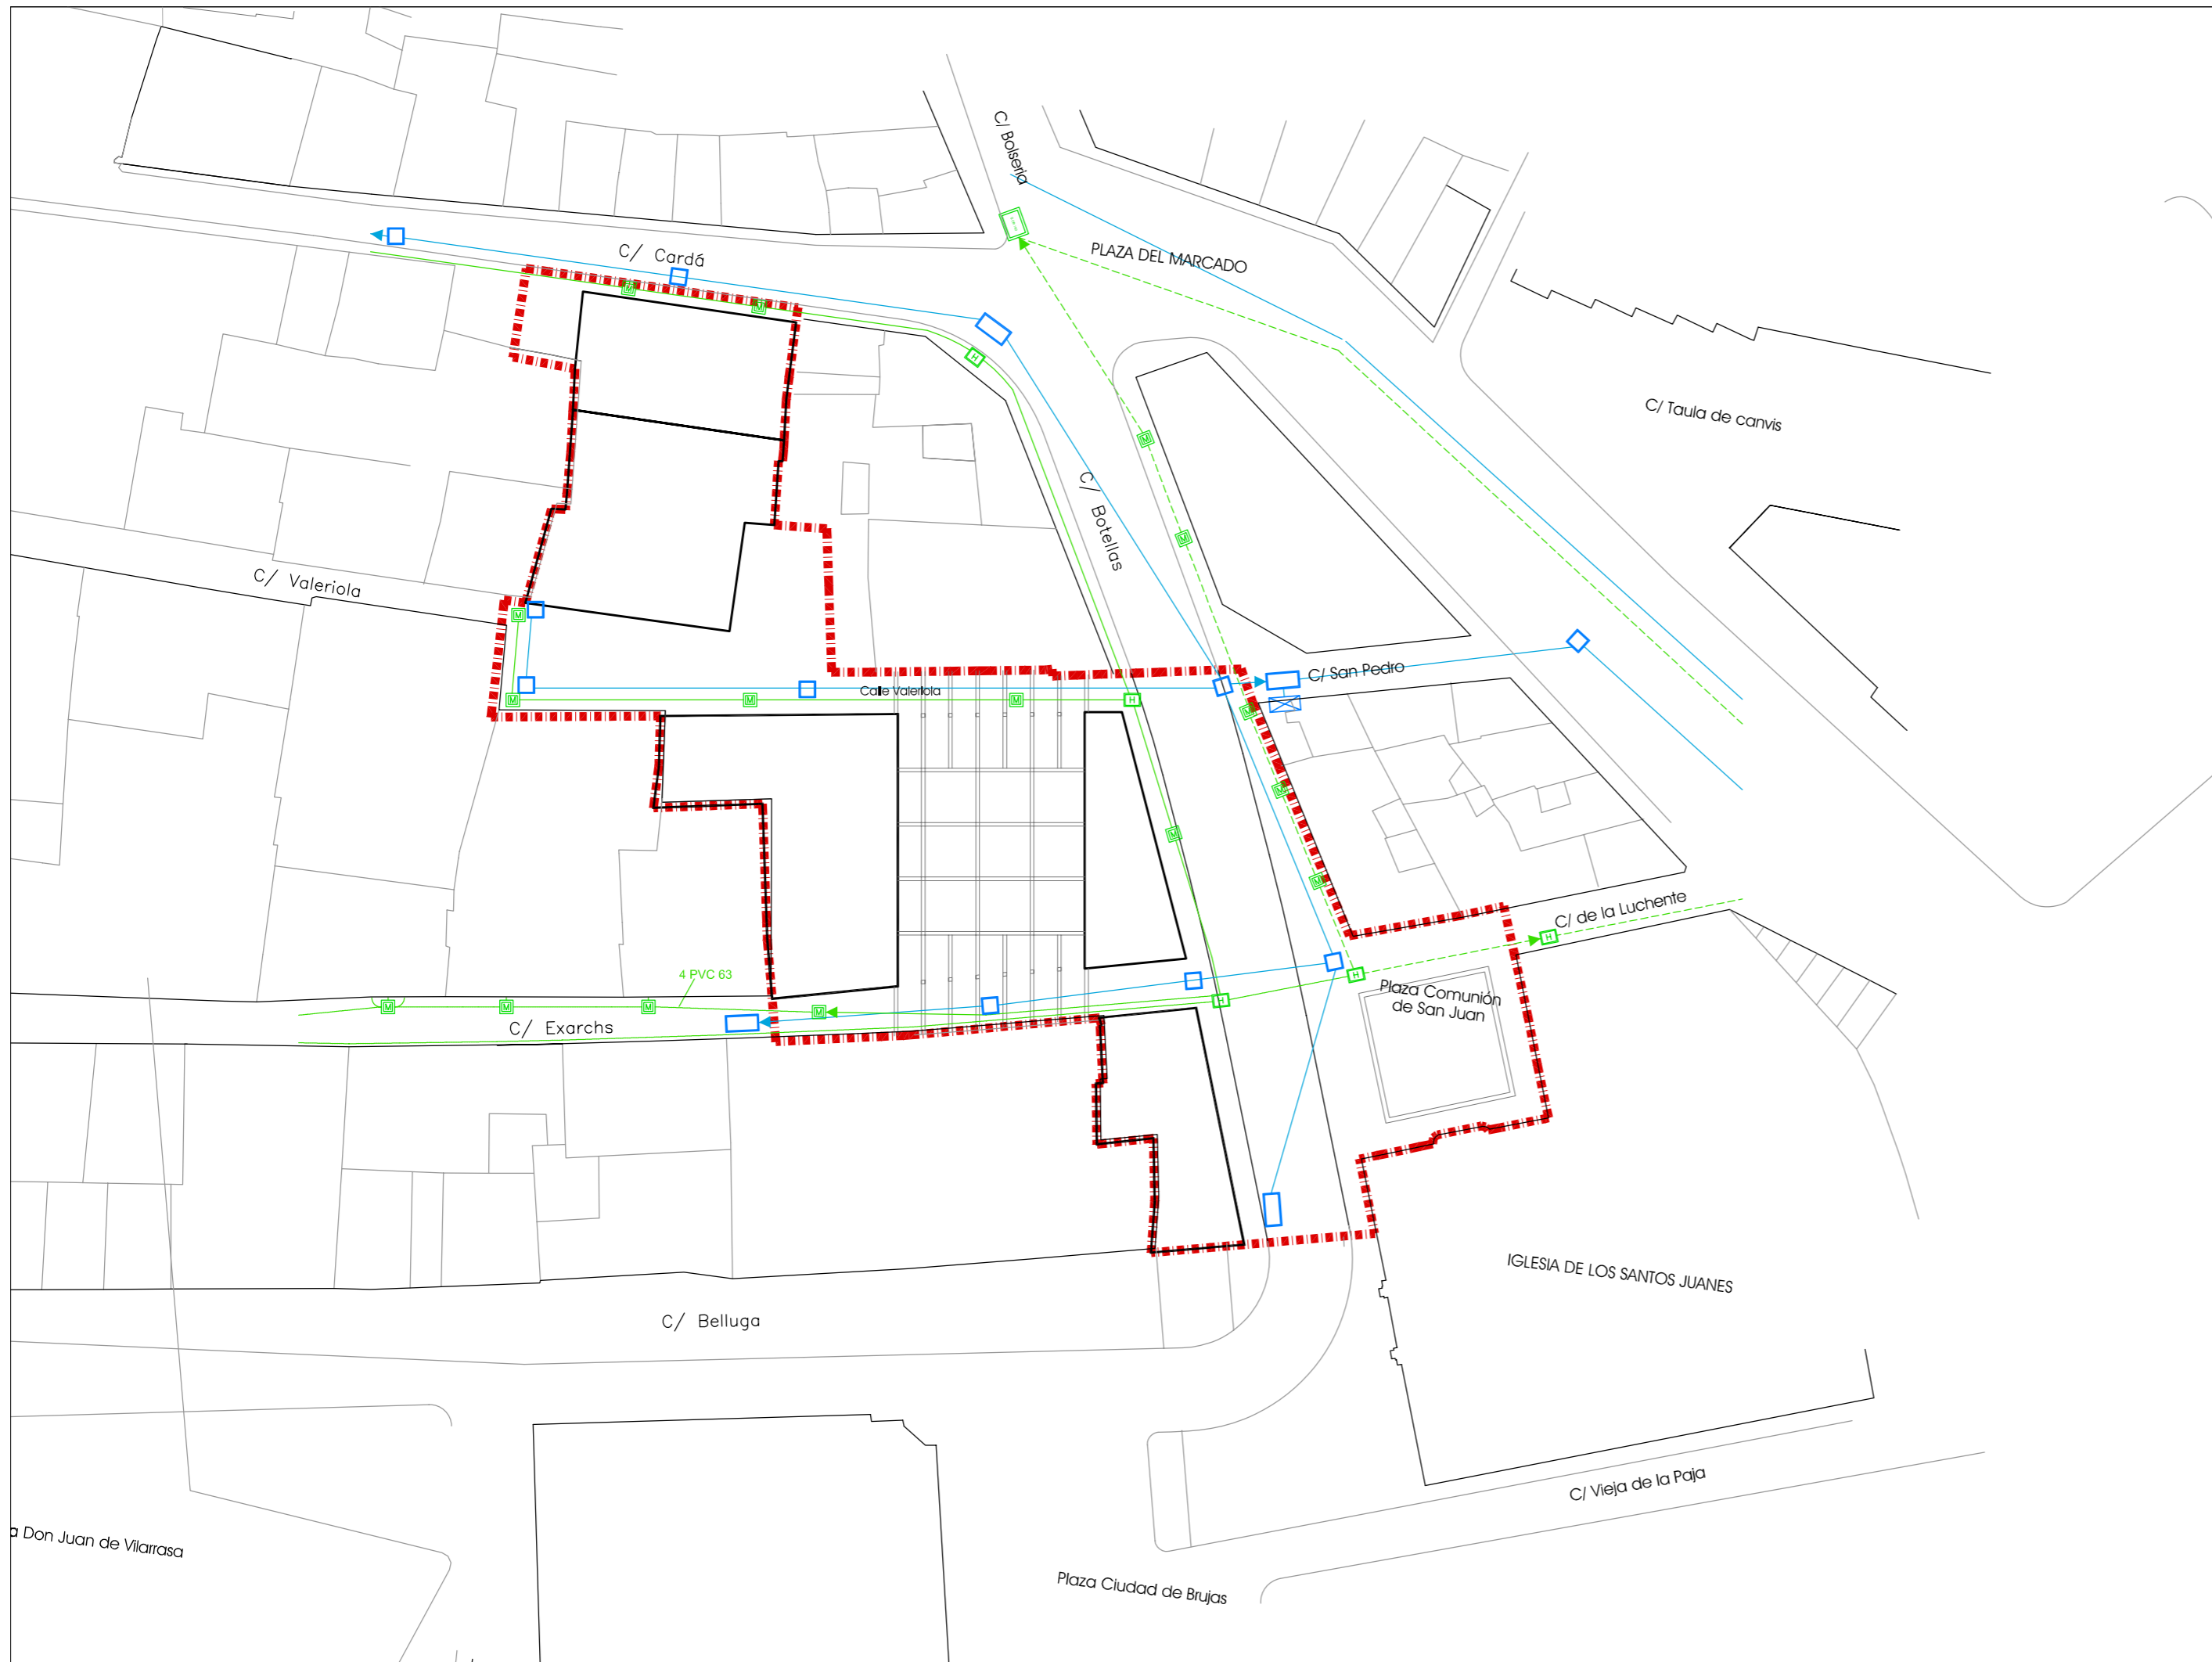 C/ Bolseria
C/ Cardá
PLAZA DEL MARCADO
C/ Taula de canvis
C/ Botellas
C/ Valeriola
C/ San Pedro
Calle Valeriola
C/ de la Luchente
4 PVC 63
Plaza Comunión
de San Juan
C/ Exarchs
IGLESIA DE LOS SANTOS JUANES
C/ Belluga
C/ Vieja de la Paja
a Don Juan de Vilarrasa
Plaza Ciudad de Brujas
M
M
H
M
M
M
M
M
M
H
M
M
M
M
H
H
M
M
M
M
H